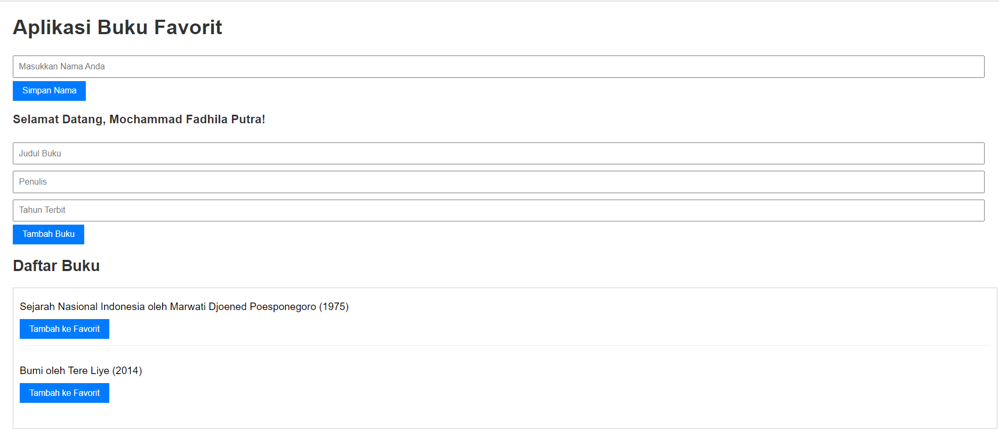 Aplikasi Buku Favorit
Masukkan Nama Anda
Simpan Nama
Selamat Datang, Mochammad Fadhila Putra!
Judul Buku
Penulis
Tahun Terbit
Tambah Buku
Daftar Buku
Sejarah Nasional Indonesia oleh Marwati Djoened Poesponegoro (1975)
Tambah ke Favorit
Bumi oleh Tere Liye (2014)
Tambah ke Favorit